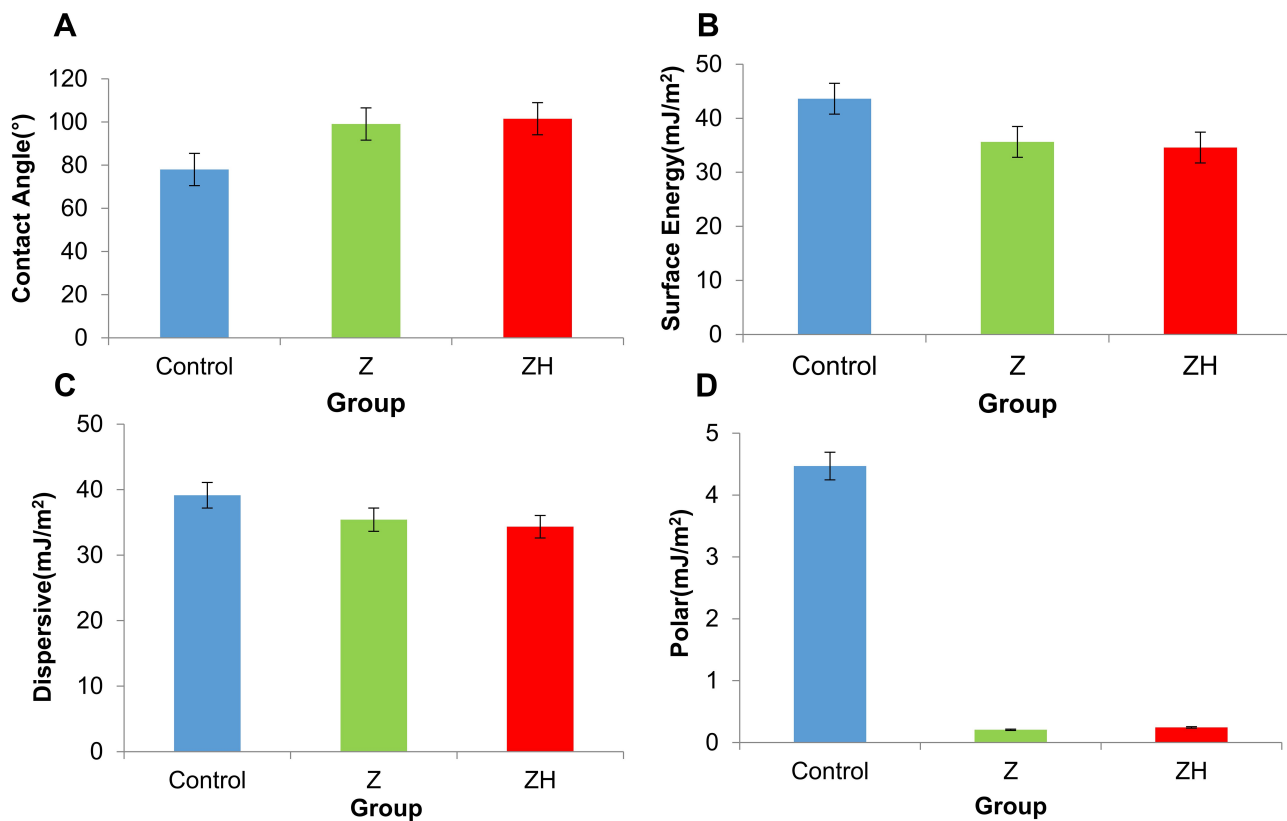 A
Contact Angle(°)
120
100
80
60
40
20
0
Control Z ZH
Group
B
Surface Energy(mJ/m²)
50
40
30
20
10
0
Control Z ZH
Group
C
Dispersive(mJ/m²)
50
40
30
20
10
0
Control Z ZH
Group
D
Polar(mJ/m²)
5
4
3
2
1
0
Control Z ZH
Group